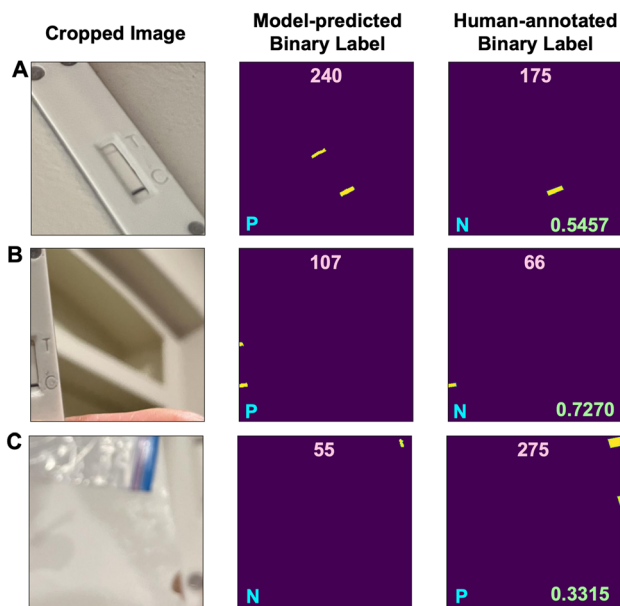 Cropped Image
Model-predicted
Binary Label
Human-annotated
Binary Label
A
T
C
240
P
175
N
0.5457
B
T
C
107
P
66
N
0.7270
C
55
N
275
P
0.3315